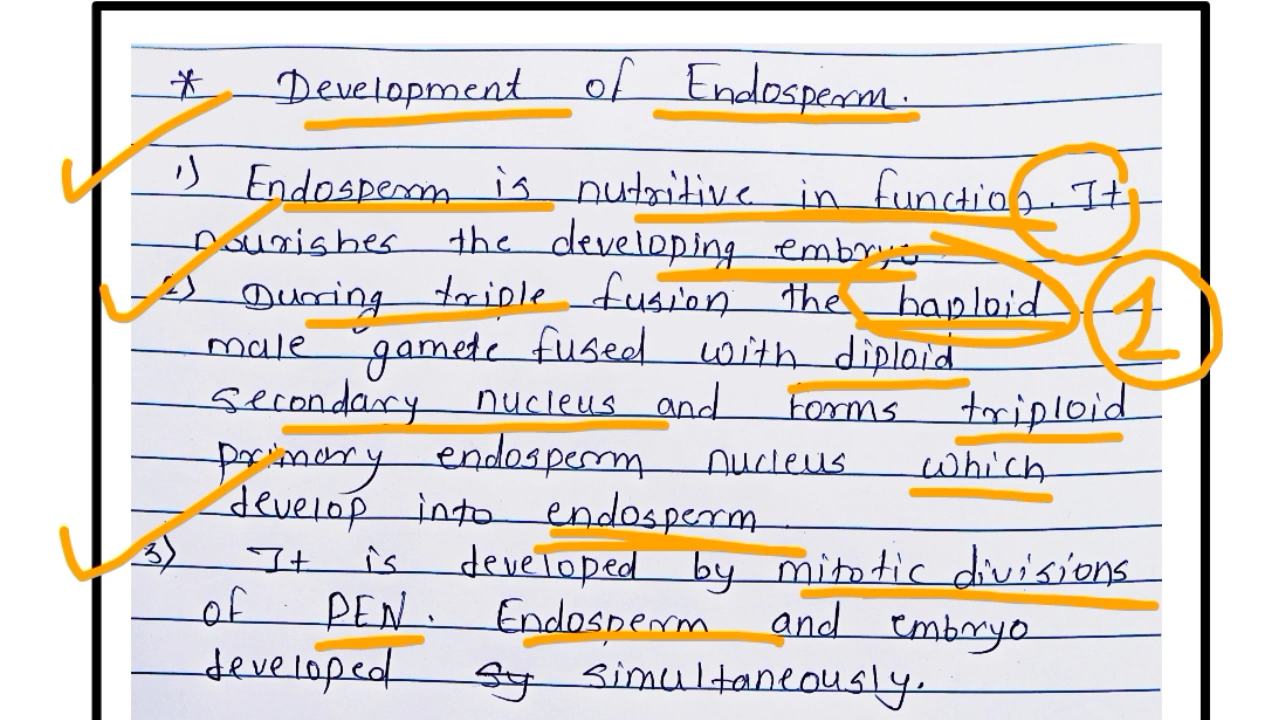 * Development of Endosperm.
1) Endosperm is nutritive in function. It
nourishes the developing embryo
2) During triple fusion the haploid
male gamete fused with diploid
secondary nucleus and forms triploid
primary endosperm nucleus which
develop into endosperm
3) It is developed by mitotic divisions
of PEN. Endosperm and embryo
developed sy simultaneously.
1